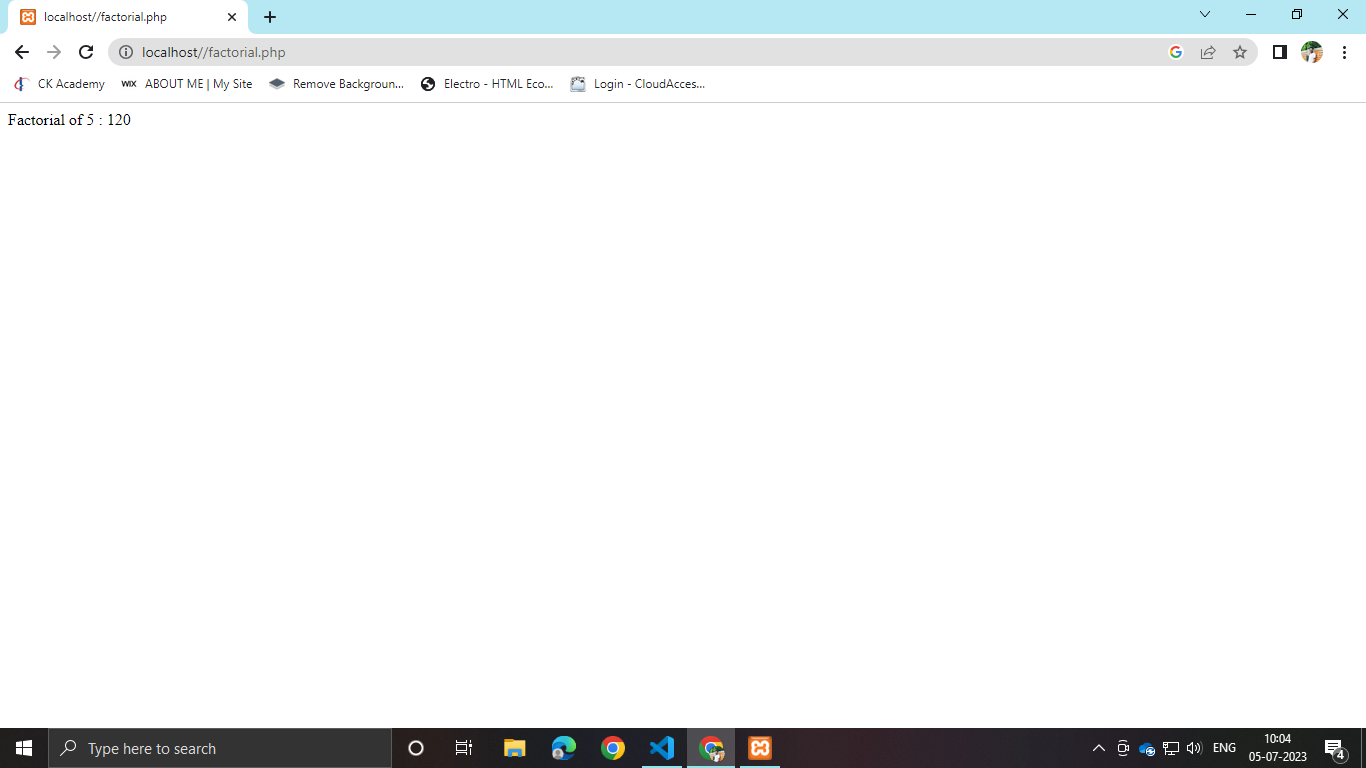 localhost//factorial.php
localhost//factorial.php
CK Academy WIX ABOUT ME | My Site Remove Backgroun... Electro - HTML Eco... Login - CloudAcces...
Factorial of 5 : 120
Type here to search
ENG
10:04
05-07-2023
4